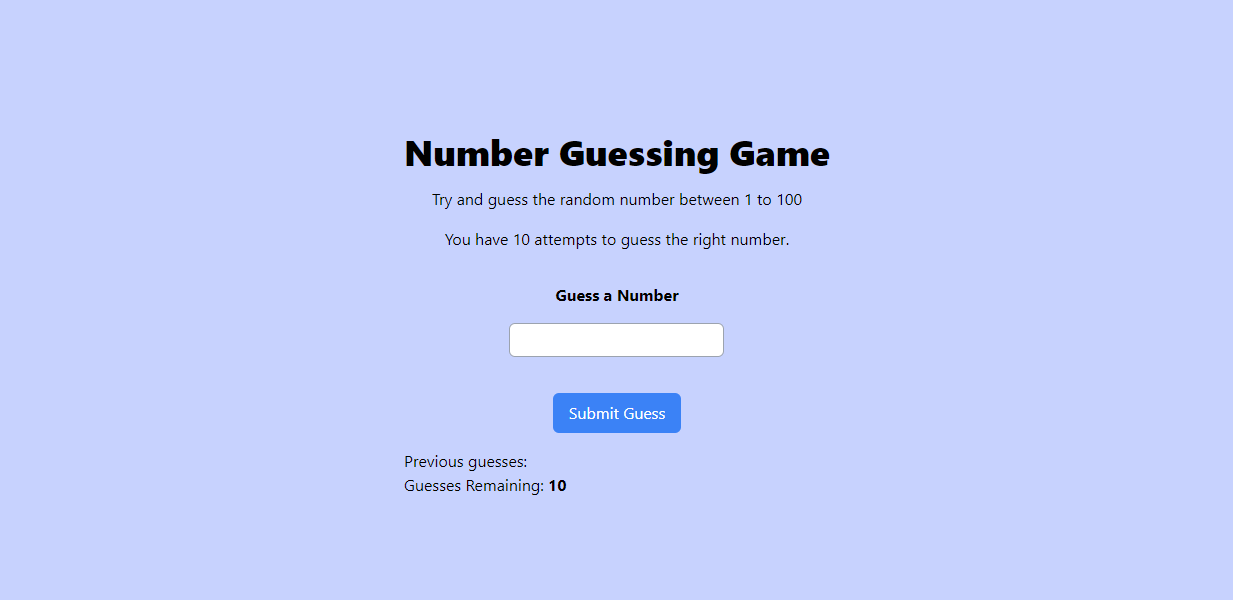 Number Guessing Game
Try and guess the random number between 1 to 100
You have 10 attempts to guess the right number.
Guess a Number
Submit Guess
Previous guesses:
Guesses Remaining: 10